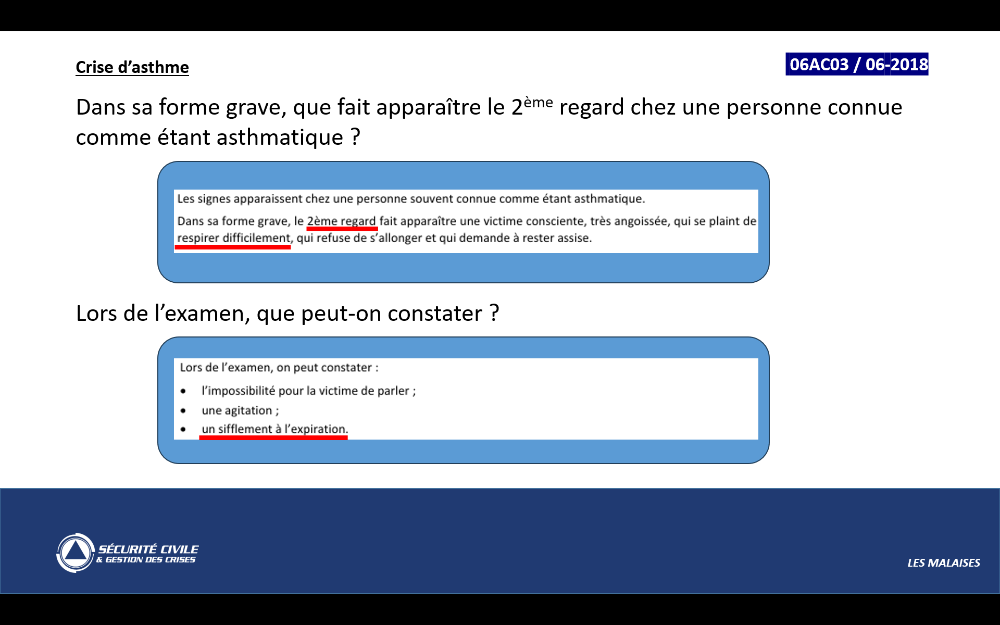 Crise d’asthme
06AC03 / 06-2018
Dans sa forme grave, que fait apparaître le 2ème regard chez une personne connue
comme étant asthmatique ?
Les signes apparaissent chez une personne souvent connue comme étant asthmatique.
Dans sa forme grave, le 2ème regard fait apparaître une victime consciente, très angoissée, qui se plaint de
respirer difficilement, qui refuse de s’allonger et qui demande à rester assise.
Lors de l’examen, que peut-on constater ?
Lors de l’examen, on peut constater :
• l’impossibilité pour la victime de parler ;
• une agitation ;
• un sifflement à l’expiration.
SÉCURITÉ CIVILE
& GESTION DES CRISES
LES MALAISES